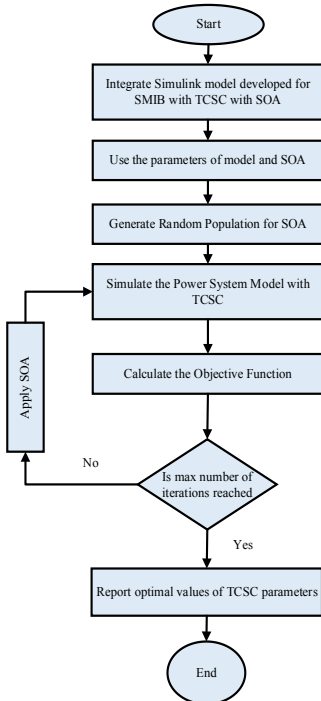 Start
Integrate Simulink model developed for
SMIB with TCSC with SOA
Use the parameters of model and SOA
Generate Random Population for SOA
Simulate the Power System Model with
TCSC
Apply SOA
Calculate the Objective Function
Is max number of
iterations reached
No
Yes
Report optimal values of TCSC parameters
End